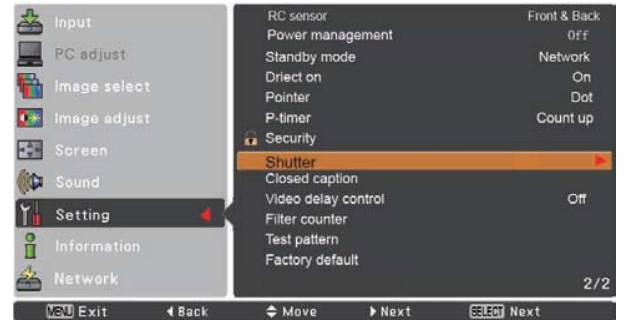 Input
PC adjust
Image select
Image adjust
Screen
Sound
Setting
Information
Network
RC sensor Front & Back
Power management Off
Standby mode Network
Driect on On
Pointer Dot
P-timer Count up
Security
Shutter
Closed caption
Video delay control Off
Filter counter
Test pattern
Factory default
2/2
MENU Exit Back Move Next SELECT Next